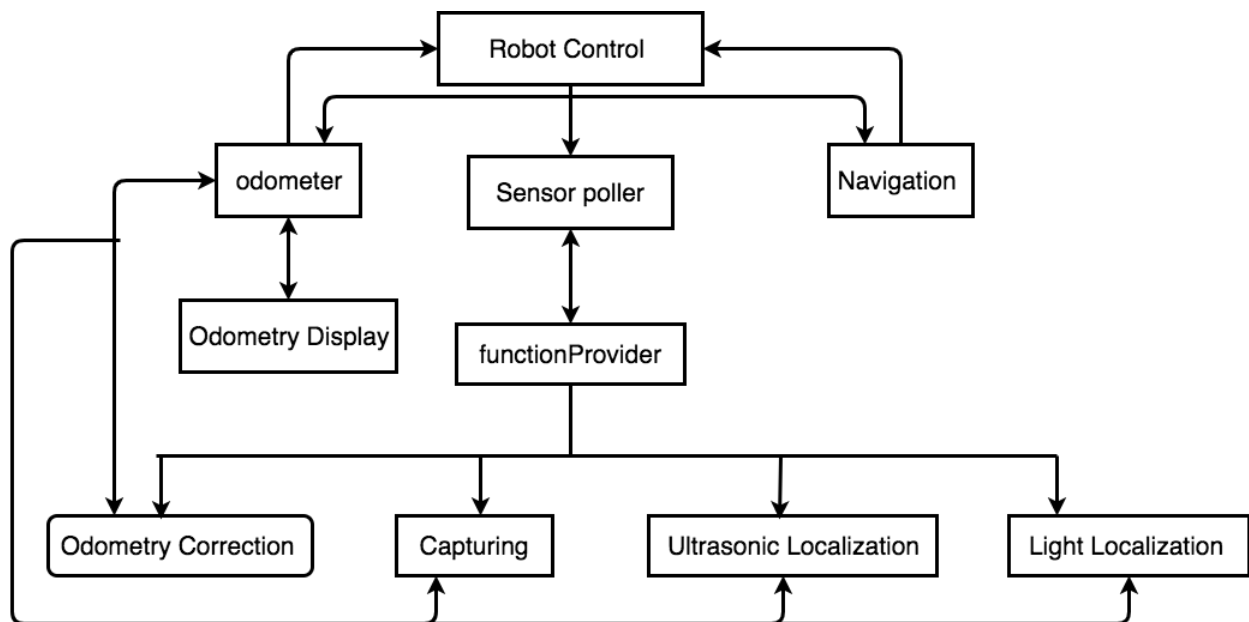 Robot Control
odometer
Sensor poller
Navigation
Odometry Display
functionProvider
Odometry Correction
Capturing
Ultrasonic Localization
Light Localization